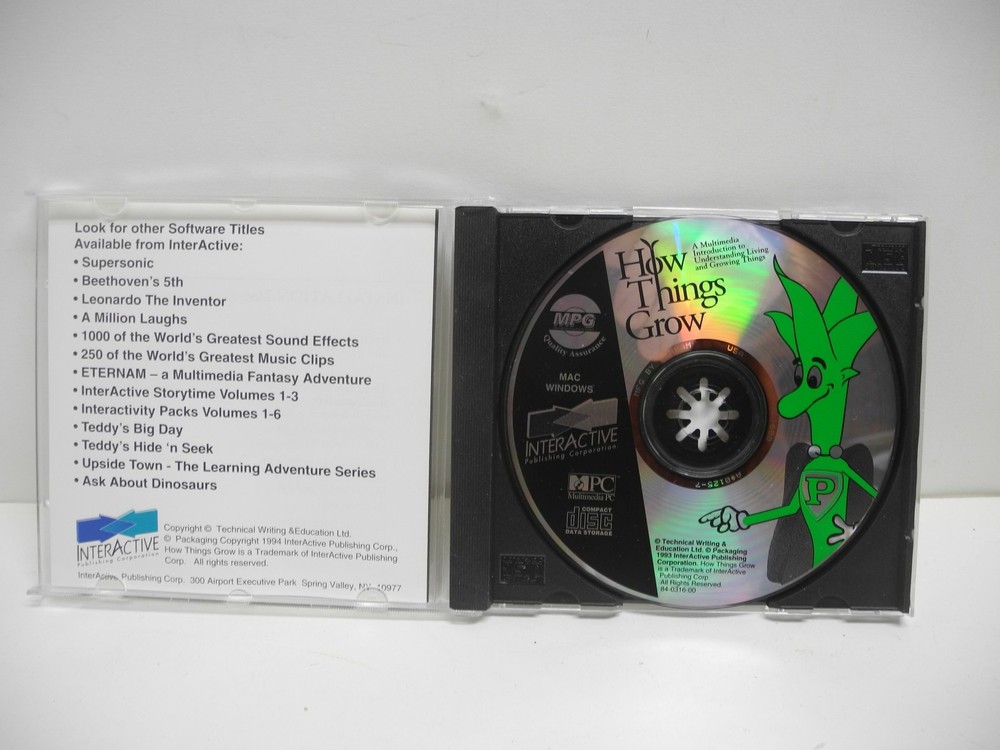 Look for other Software Titles
Available from InterActive:
• Supersonic
• Beethoven's 5th
• Leonardo The Inventor
• A Million Laughs
• 1000 of the World's Greatest Sound Effects
• 250 of the World's Greatest Music Clips
• ETERNAM – a Multimedia Fantasy Adventure
• InterActive Storytime Volumes 1-3
• Interactivity Packs Volumes 1-6
• Teddy's Big Day
• Teddy's Hide 'n Seek
• Upside Town - The Learning Adventure Series
• Ask About Dinosaurs
INTERACTIVE
Publishing Corporation
Copyright © Technical Writing &Education Ltd.
© Packaging Copyright 1994 InterActive Publishing Corp.,
How Things Grow is a Trademark of InterActive Publishing
Corp. All rights reserved.
InterActive Publishing Corp. 300 Airport Executive Park Spring Valley, NY 10977
How
Things
Grow
A Multimedia
Introduction to
Understanding Living
and Growing Things
MPG
Quality Assurance
MAC
WINDOWS
INTERACTIVE
Publishing Corporation
MPC
Multimedia PC
COMPACT
disc
DATA STORAGE
P
MFG BY
USA
© Technical Writing &
Education Ltd. © Packaging
1993 InterActive Publishing
Corporation. How Things Grow
is a Trademark of InterActive
Publishing Corp.
All Rights Reserved
84-0316-00